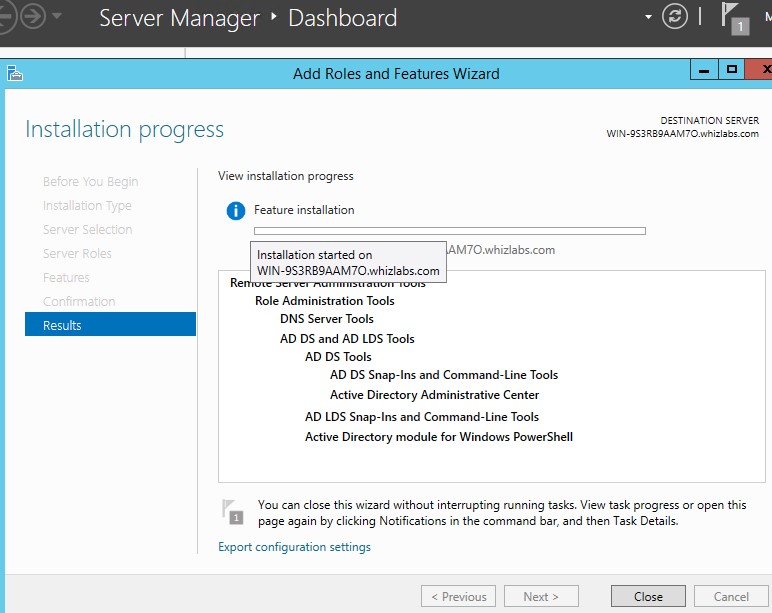 Server Manager ‣ Dashboard
1
Add Roles and Features Wizard
Installation progress
DESTINATION SERVER
WIN-9S3RB9AAM7O.whizlabs.com
Before You Begin
Installation Type
Server Selection
Server Roles
Features
Confirmation
Results
View installation progress
Feature installation
Installation started on
WIN-9S3RB9AAM7O.whizlabs.com
AM7O.whizlabs.com
Remote Server Administration Tools
Role Administration Tools
DNS Server Tools
AD DS and AD LDS Tools
AD DS Tools
AD DS Snap-Ins and Command-Line Tools
Active Directory Administrative Center
AD LDS Snap-Ins and Command-Line Tools
Active Directory module for Windows PowerShell
1
You can close this wizard without interrupting running tasks. View task progress or open this
page again by clicking Notifications in the command bar, and then Task Details.
Export configuration settings
< Previous
Next >
Close
Cancel